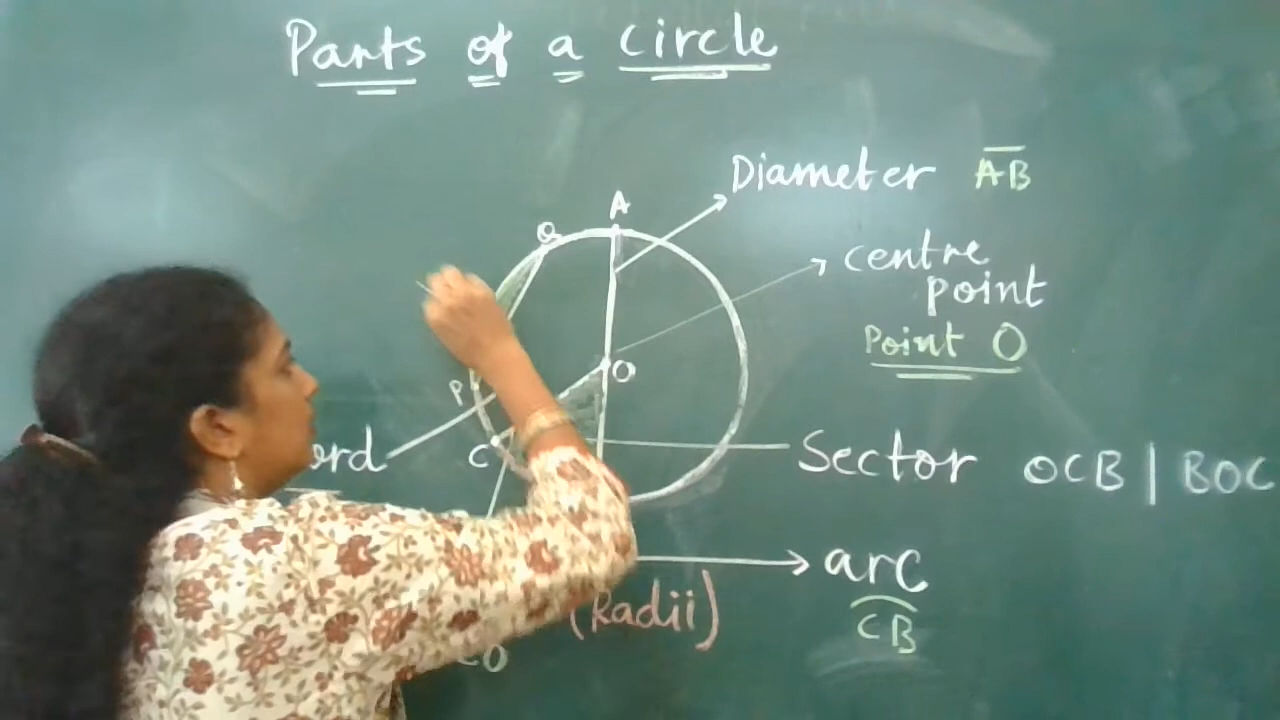 Parts of a circle
Diameter AB
A
Q
centre
point
Point O
O
P
C
Sector OCB | BOC
arc
CB
(Radii)